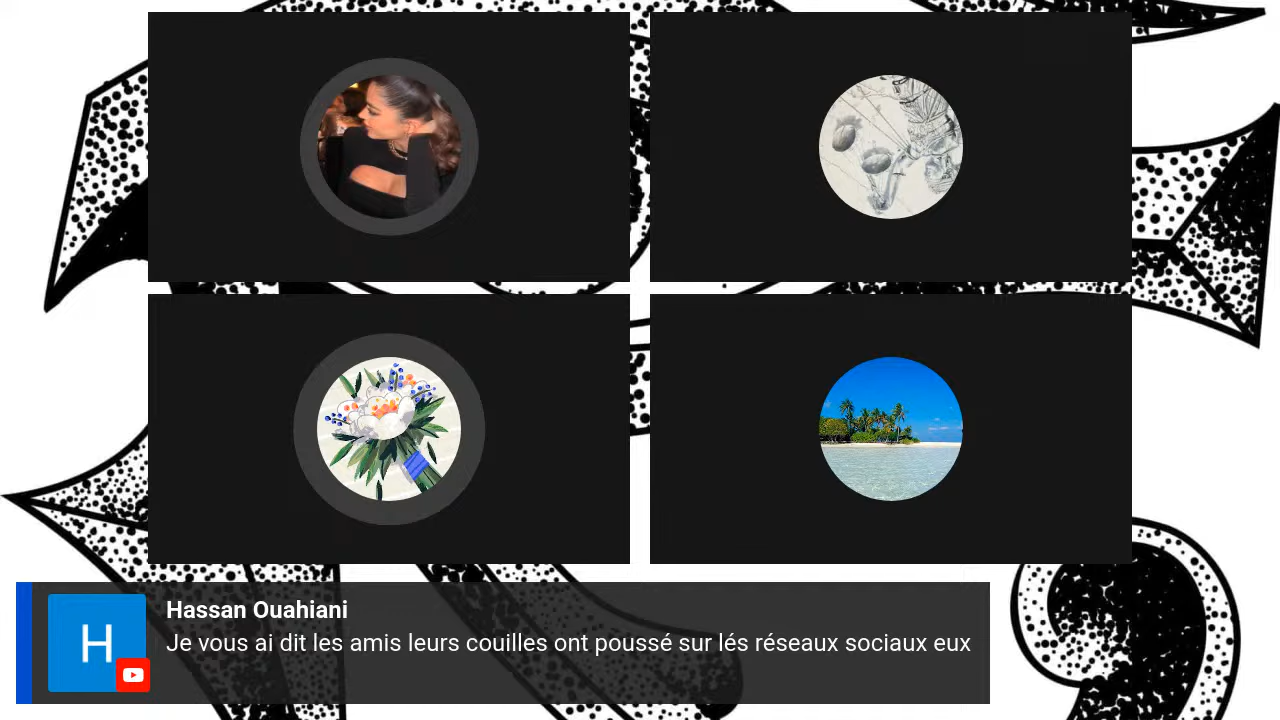 Hassan Ouahiani
H
Je vous ai dit les amis leurs couilles ont poussé sur lés réseaux sociaux eux